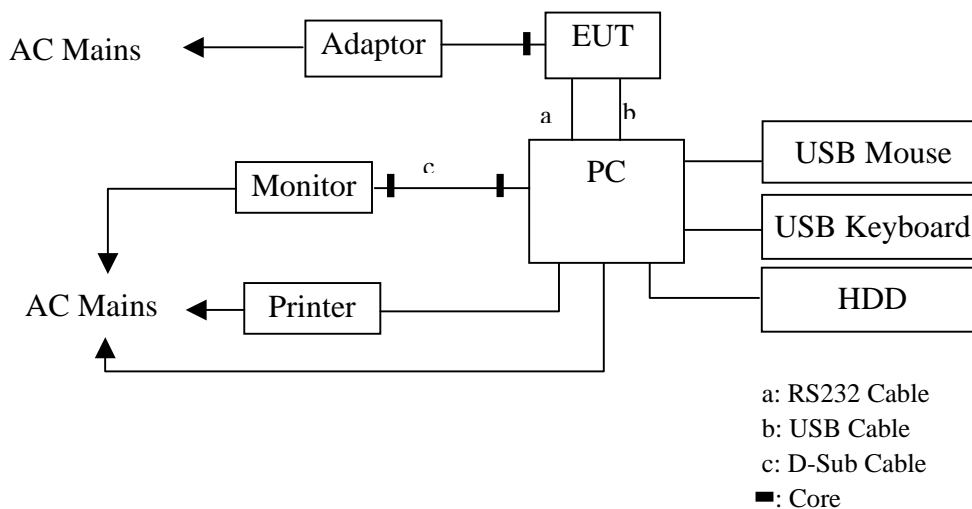 AC Mains
Adaptor
EUT
a
b
Monitor
c
PC
USB Mouse
USB Keyboard
AC Mains
Printer
HDD
a: RS232 Cable
b: USB Cable
c: D-Sub Cable
: Core